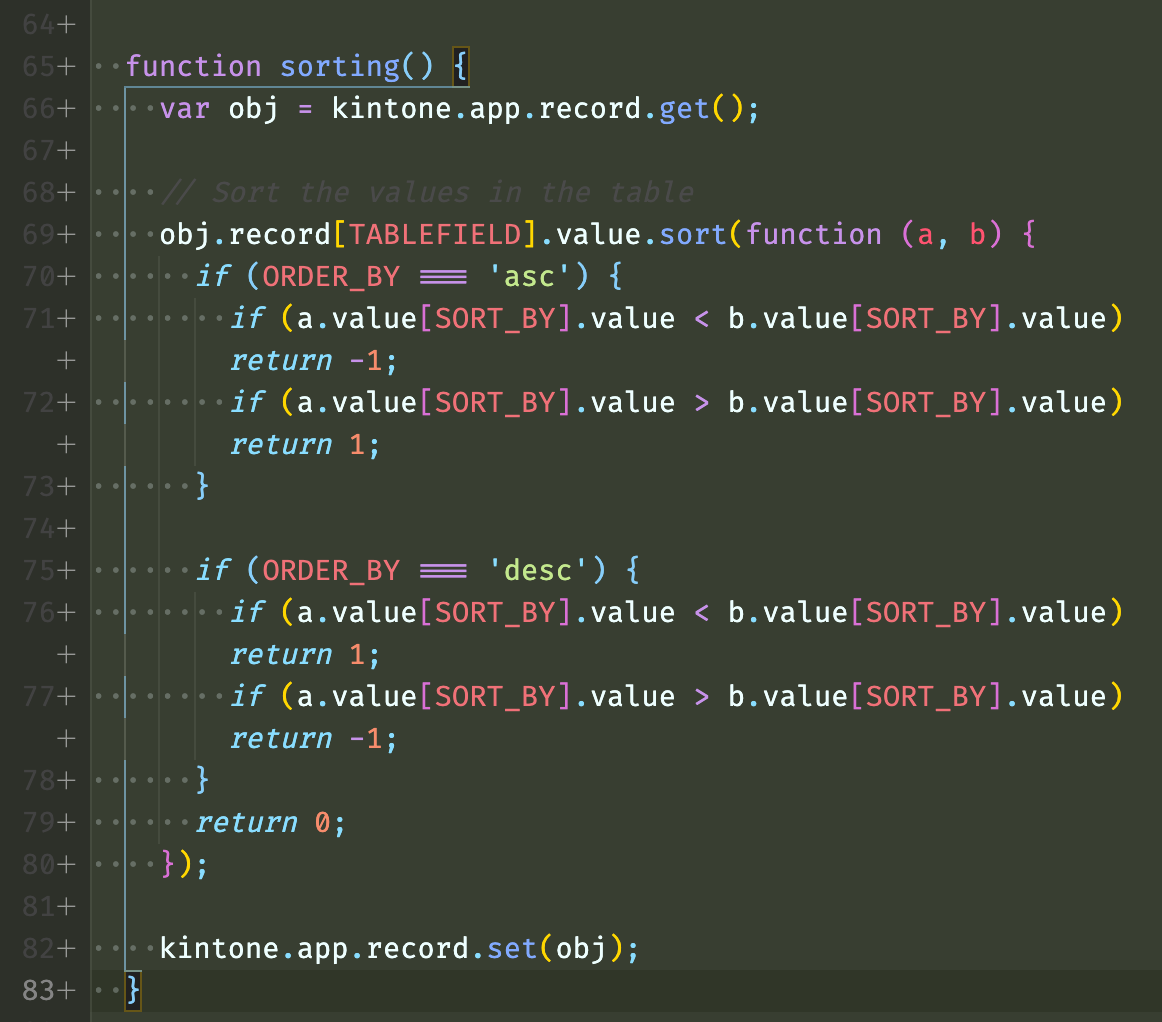 64+
65+ function sorting() {
66+ var obj = kintone.app.record.get();
67+
68+ // Sort the values in the table
69+ obj.record[TABLEFIELD].value.sort(function (a, b) {
70+ if (ORDER_BY === 'asc') {
71+ if (a.value[SORT_BY].value < b.value[SORT_BY].value)
+ return -1;
72+ if (a.value[SORT_BY].value > b.value[SORT_BY].value)
+ return 1;
73+ }
74+
75+ if (ORDER_BY === 'desc') {
76+ if (a.value[SORT_BY].value < b.value[SORT_BY].value)
+ return 1;
77+ if (a.value[SORT_BY].value > b.value[SORT_BY].value)
+ return -1;
78+ }
79+ return 0;
80+ });
81+
82+ kintone.app.record.set(obj);
83+ }